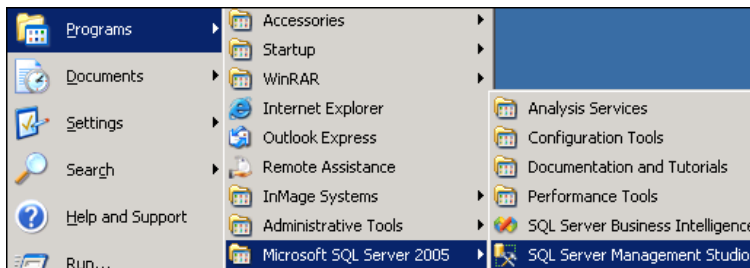 Programs
Documents
Settings
Search
Help and Support
Run...
Accessories
Startup
WinRAR
Internet Explorer
Outlook Express
Remote Assistance
InMage Systems
Administrative Tools
Microsoft SQL Server 2005
Analysis Services
Configuration Tools
Documentation and Tutorials
Performance Tools
SQL Server Business Intelligence
SQL Server Management Studio